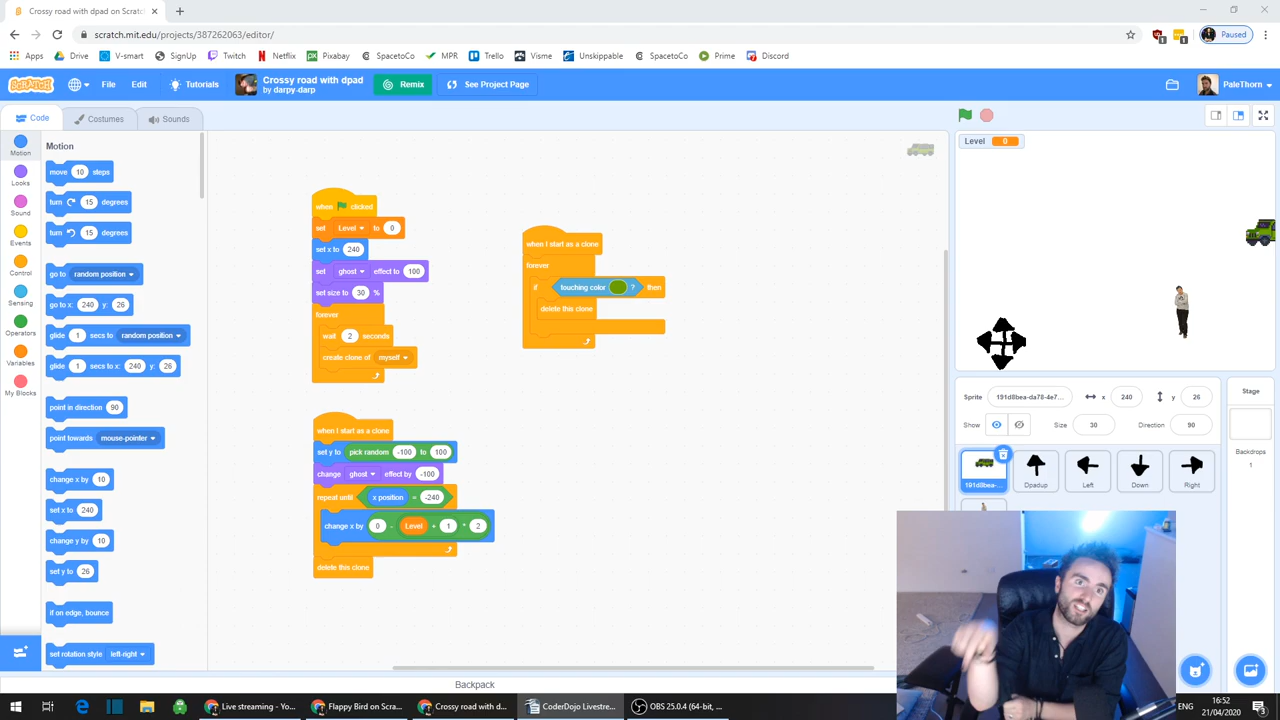 Crossy road with dpad on Scratch
scratch.mit.edu/projects/387262063/editor/
Paused
Apps Drive V-smart SignUp Twitch Netflix Pixabay SpacetoCo MPR Trello Visme Unskippable SpacetoCo Prime Discord
SCRATCH File Edit Tutorials Crossy road with dpad by darpy-darp Remix See Project Page PaleThorn
Code Costumes Sounds
Motion
Looks
Sound
Events
Control
Sensing
Operators
Variables
My Blocks
Motion
move 10 steps
turn 15 degrees
turn 15 degrees
go to random position
go to x: 240 y: 26
glide 1 secs to random position
glide 1 secs to x: 240 y: 26
point in direction 90
point towards mouse-pointer
change x by 10
set x to 240
change y by 10
set y to 26
if on edge, bounce
set rotation style left-right
when clicked
set Level to 0
set x to 240
set ghost effect to 100
set size to 30 %
forever
wait 2 seconds
create clone of myself
when I start as a clone
set y to pick random -100 to 100
change ghost effect by -100
repeat until x position = -240
change x by 0 - Level + 1 * 2
delete this clone
when I start as a clone
forever
if touching color ? then
delete this clone
Level 0
Sprite 191d8bea-da78-4e7... x 240 y 26
Show Size 30 Direction 90
191d8bea-... Dpadup Left Down Right
Stage
Backdrops
1
Backpack
Live streaming - Yo... Flappy Bird on Scra... Crossy road with d... CoderDojo Livestre... OBS 25.0.4 (64-bit, ...
ENG
16:52
21/04/2020
3